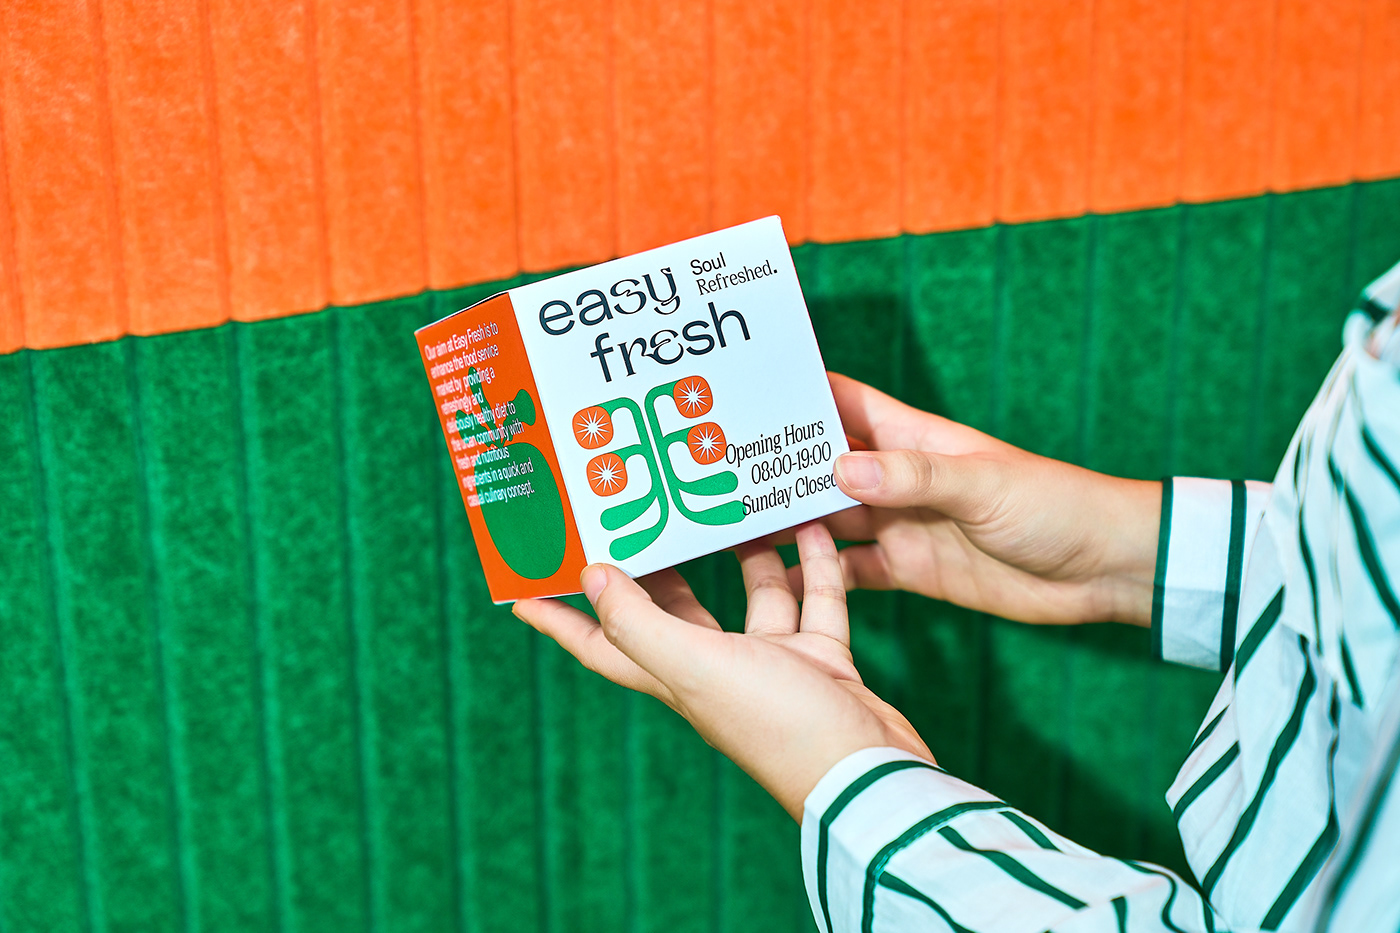 easy
fresh
Soul
Refreshed.
Opening Hours
08:00-19:00
Sunday Closed
Our aim at Easy Fresh is to
enhance the food service
market by providing a
refreshingly and
deliciously healthy diet to
the urban community with
fresh and nutritious
ingredients in a quick and
casual culinary concept.